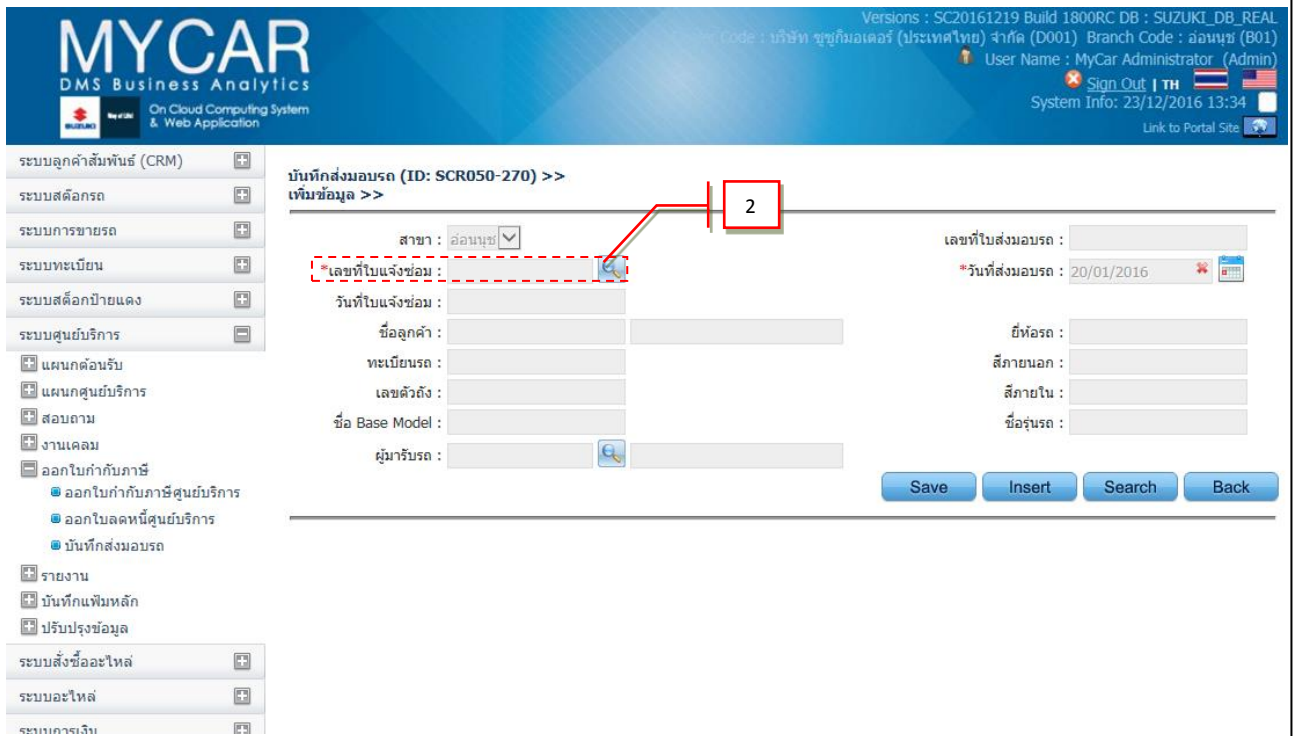 MYCAR
DMS Business Analytics
On Cloud Computing System
& Web Application
SUZUKI
Way of Life!
Versions : SC20161219 Build 1800RC DB : SUZUKI_DB_REAL
Code : บริษัท ซูซูกิมอเตอร์ (ประเทศไทย) จำกัด (D001) Branch Code : อ่อนนุช (B01)
User Name : MyCar Administrator (Admin)
Sign Out | TH
System Info: 23/12/2016 13:34
Link to Portal Site
ระบบลูกค้าสัมพันธ์ (CRM)
ระบบสต๊อกรถ
ระบบการขายรถ
ระบบทะเบียน
ระบบสต็อกป้ายแดง
ระบบศูนย์บริการ
แผนกต้อนรับ
แผนกศูนย์บริการ
สอบถาม
งานเคลม
ออกใบกำกับภาษี
ออกใบกำกับภาษีศูนย์บริการ
ออกใบลดหนี้ศูนย์บริการ
บันทึกส่งมอบรถ
รายงาน
บันทึกแฟ้มหลัก
ปรับปรุงข้อมูล
ระบบสั่งซื้ออะไหล่
ระบบอะไหล่
ระบบการเงิน
บันทึกส่งมอบรถ (ID: SCR050-270) >>
เพิ่มข้อมูล >>
2
สาขา : อ่อนนุช
เลขที่ใบส่งมอบรถ :
*เลขที่ใบแจ้งซ่อม :
*วันที่ส่งมอบรถ : 20/01/2016
วันที่ใบแจ้งซ่อม :
ชื่อลูกค้า :
ยี่ห้อรถ :
ทะเบียนรถ :
สีภายนอก :
เลขตัวถัง :
สีภายใน :
ชื่อ Base Model :
ชื่อรุ่นรถ :
ผู้มารับรถ :
Save Insert Search Back